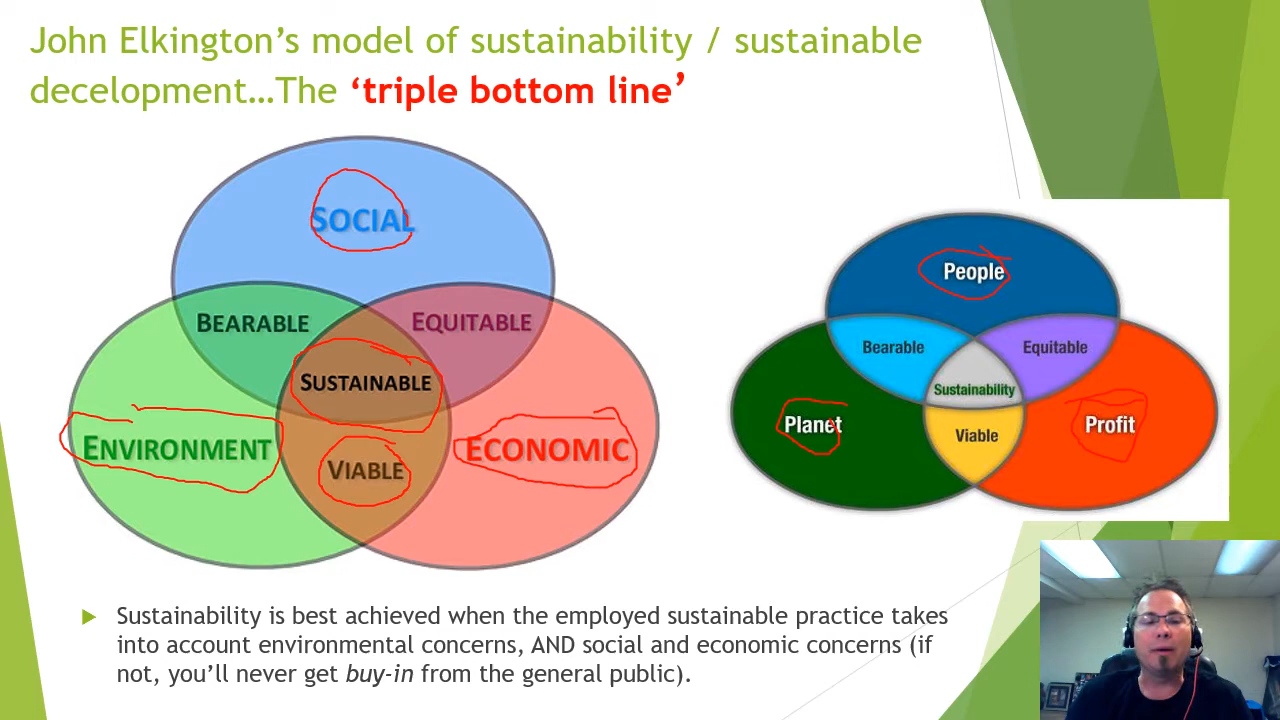 John Elkington’s model of sustainability / sustainable
decelopment…The ‘triple bottom line’
SOCIAL
BEARABLE
EQUITABLE
SUSTAINABLE
ENVIRONMENT
ECONOMIC
VIABLE
People
Bearable
Equitable
Sustainability
Planet
Profit
Viable
Sustainability is best achieved when the employed sustainable practice takes
into account environmental concerns, AND social and economic concerns (if
not, you’ll never get buy-in from the general public).